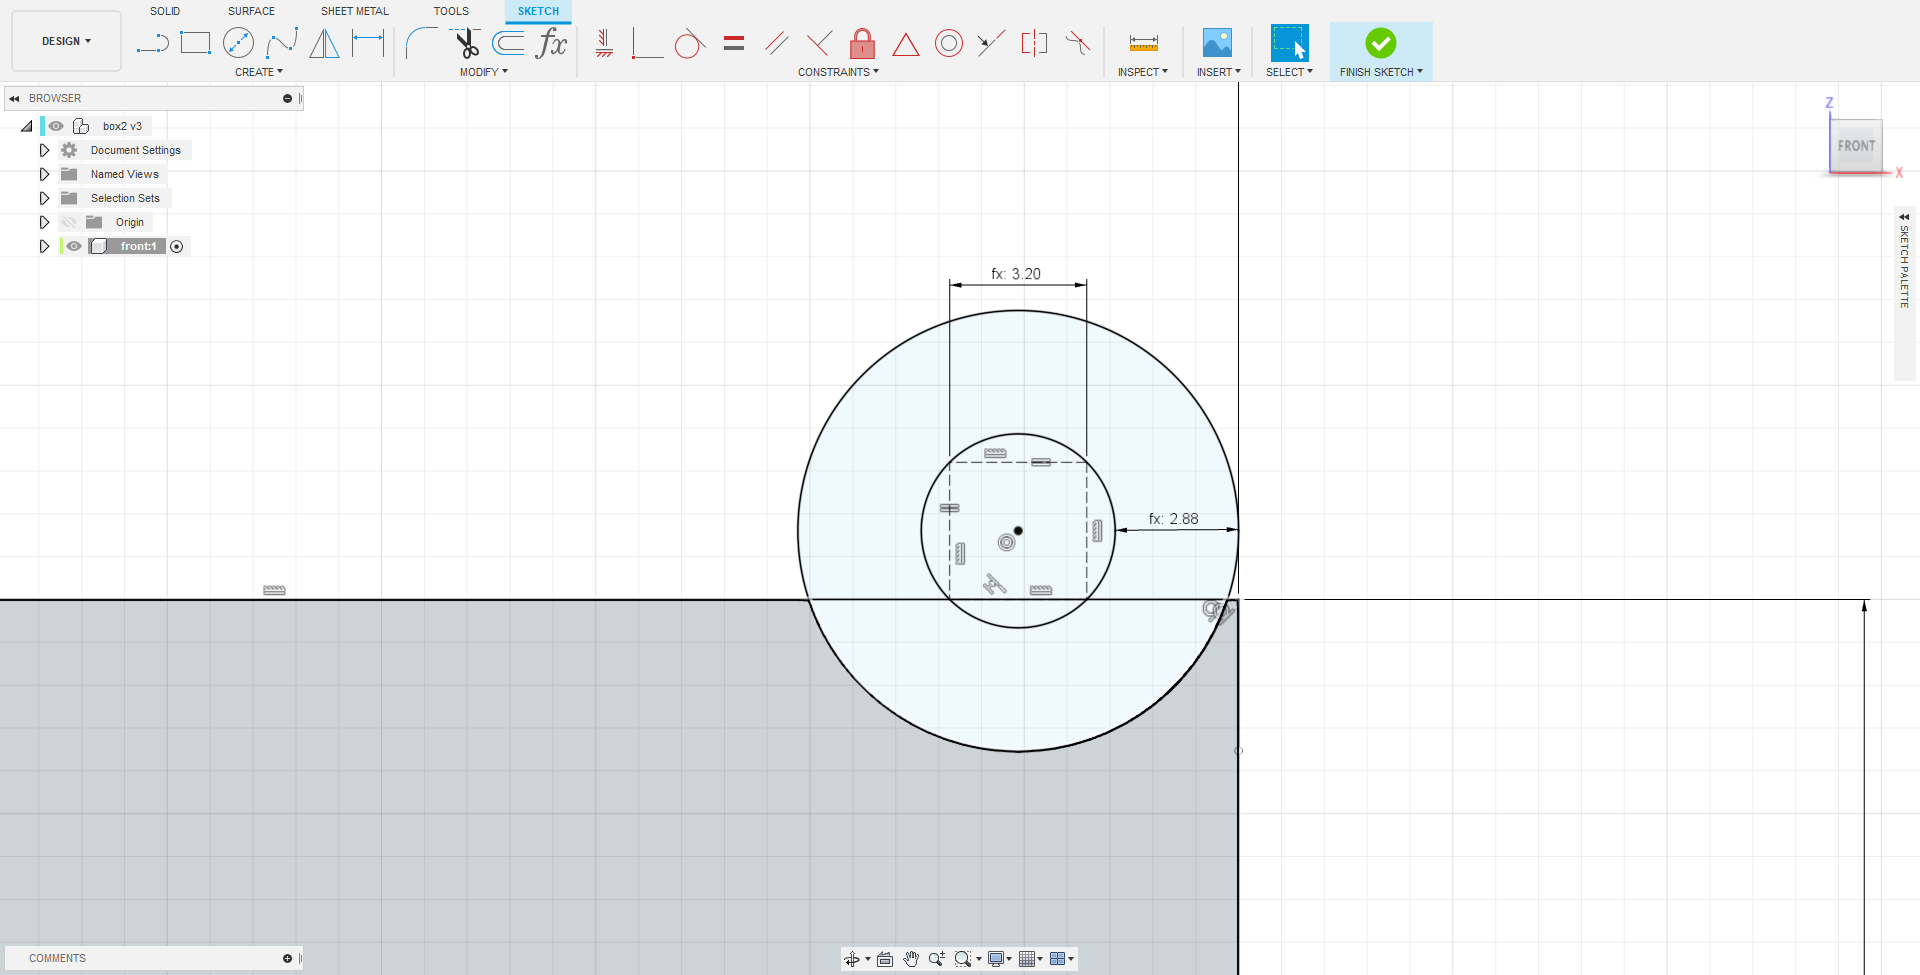 SOLID SURFACE SHEET METAL TOOLS SKETCH
DESIGN
fx
CREATE MODIFY CONSTRAINTS INSPECT INSERT SELECT FINISH SKETCH
BROWSER
box2 v3
Document Settings
Named Views
Selection Sets
Origin
front:1
Z
FRONT
X
SKETCH PALETTE
fx: 3.20
fx: 2.88
COMMENTS